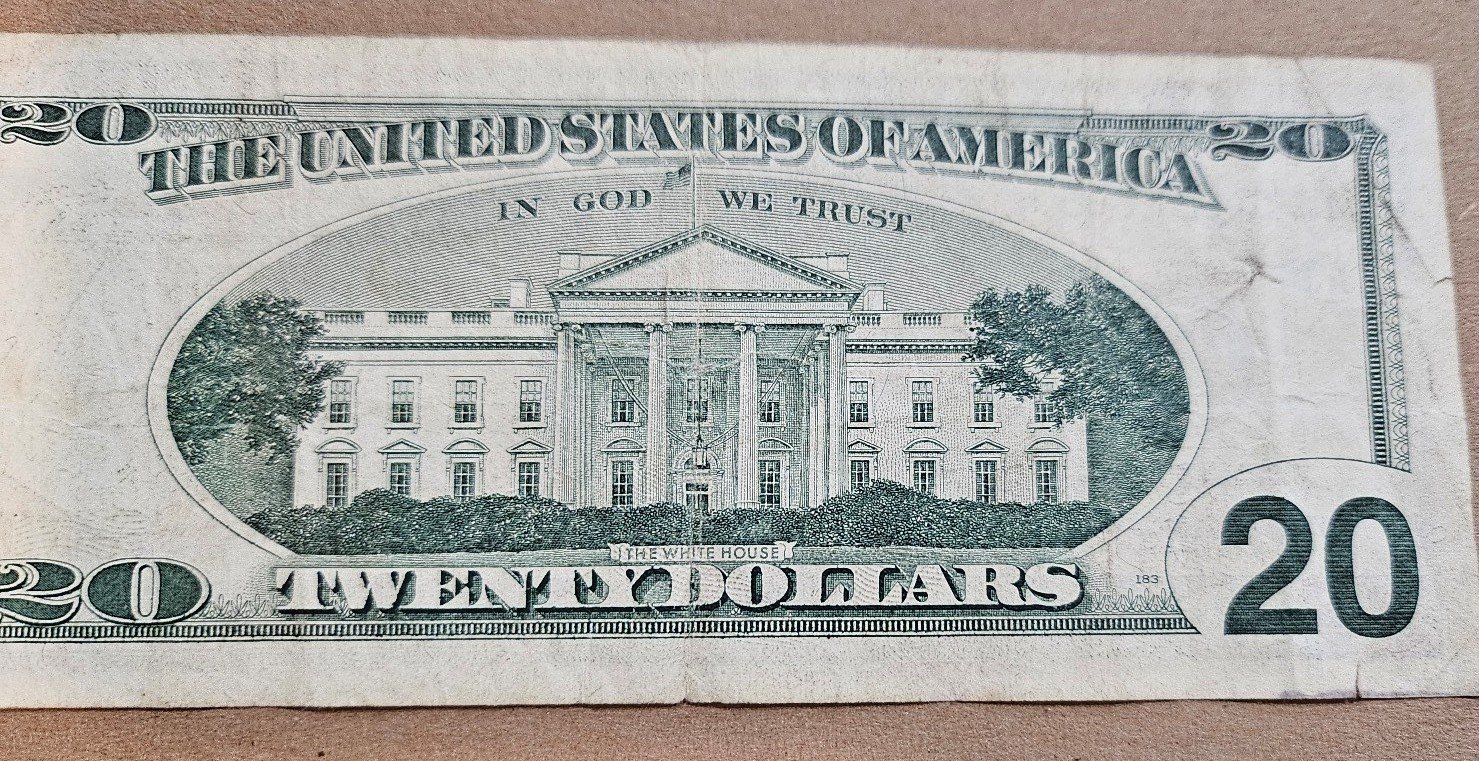 20
THE UNITED STATES OF AMERICA
20
IN GOD WE TRUST
THE WHITE HOUSE
20
TWENTY DOLLARS
183
20